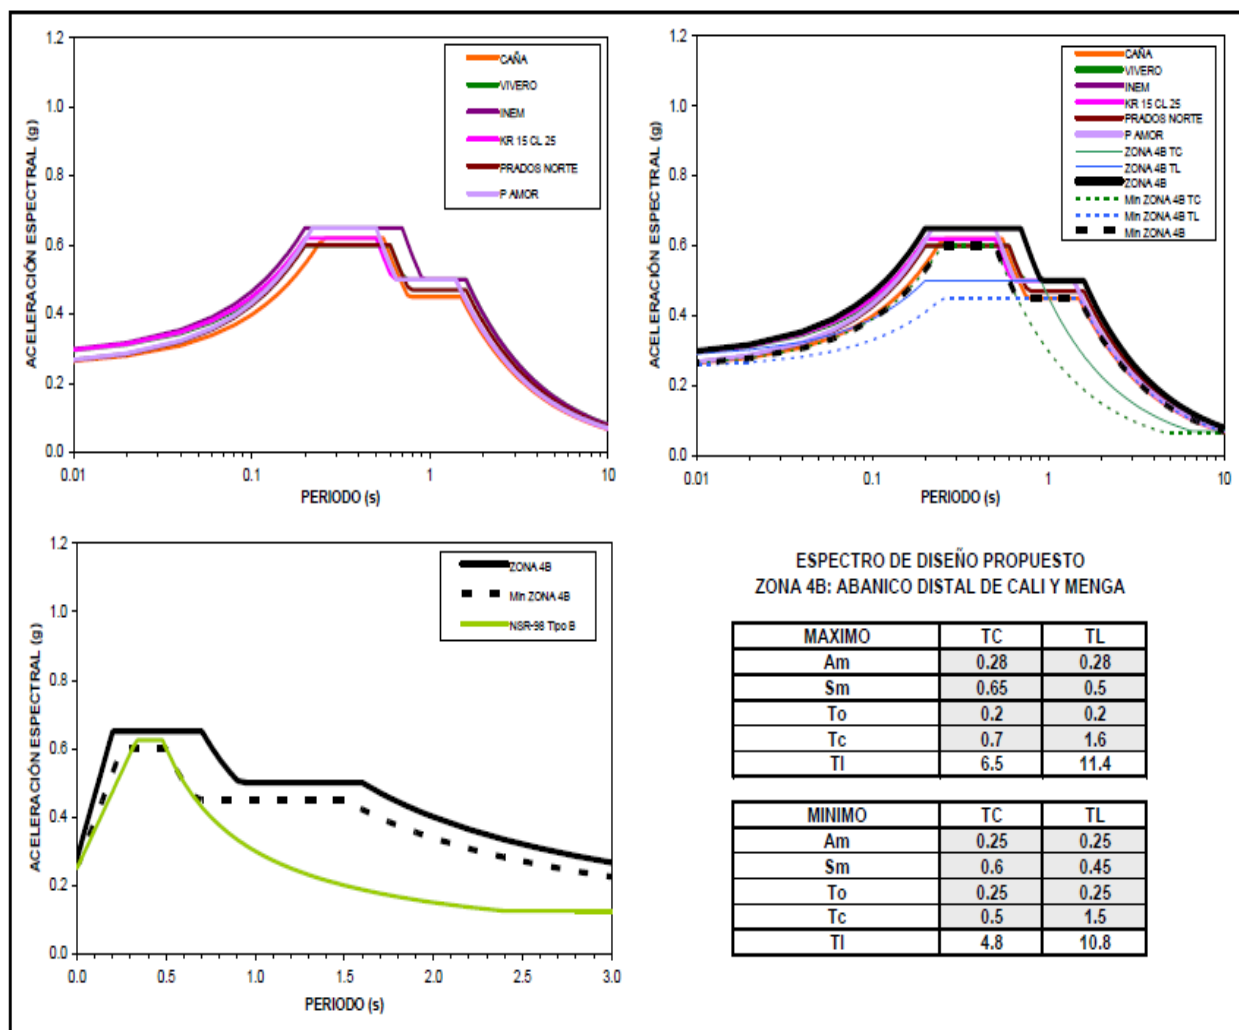 1.2
1.0
0.8
0.6
0.4
0.2
0.0
ACELERACIÓN ESPECTRAL (g)
CAÑA
VIVERO
INEM
KR 15 CL 25
PRADOS NORTE
P AMOR
0.01
0.1
1
10
PERIODO (s)
1.2
1.0
0.8
0.6
0.4
0.2
0.0
ACELERACIÓN ESPECTRAL (g)
CAÑA
VIVERO
INEM
KR 15 CL 25
PRADOS NORTE
P AMOR
ZONA 4B TC
ZONA 4B TL
ZONA 4B
Min ZONA 4B TC
Min ZONA 4B TL
Min ZONA 4B
0.01
0.1
1
10
PERIODO (s)
1.2
1.0
0.8
0.6
0.4
0.2
0.0
ACELERACIÓN ESPECTRAL (g)
ZONA 4B
Min ZONA 4B
NSR-98 Tipo B
0.0
0.5
1.0
1.5
2.0
2.5
3.0
PERIODO (s)
ESPECTRO DE DISEÑO PROPUESTO
ZONA 4B: ABANICO DISTAL DE CALI Y MENGA
MAXIMO TC TL
Am 0.28 0.28
Sm 0.65 0.5
To 0.2 0.2
Tc 0.7 1.6
Tl 6.5 11.4
MINIMO TC TL
Am 0.25 0.25
Sm 0.6 0.45
To 0.25 0.25
Tc 0.5 1.5
Tl 4.8 10.8